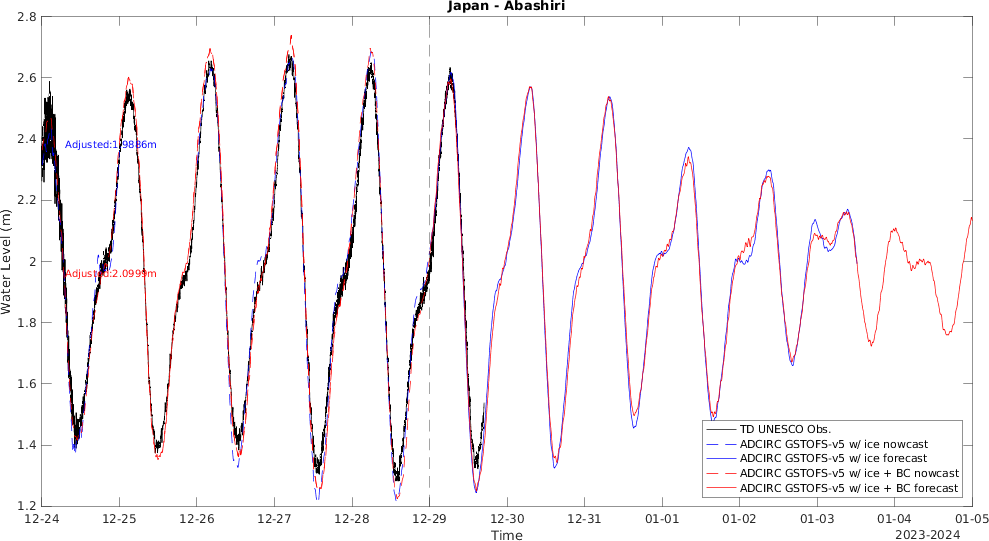 Japan - Abashiri
2.8
2.6
2.4
2.2
2
1.8
1.6
1.4
1.2
Water Level (m)
Adjusted:1.9886m
Adjusted:2.0999m
TD UNESCO Obs.
ADCIRC GSTOFS-v5 w/ ice nowcast
ADCIRC GSTOFS-v5 w/ ice forecast
ADCIRC GSTOFS-v5 w/ ice + BC nowcast
ADCIRC GSTOFS-v5 w/ ice + BC forecast
12-24 12-25 12-26 12-27 12-28 12-29 12-30 12-31 01-01 01-02 01-03 01-04 01-05
Time
2023-2024